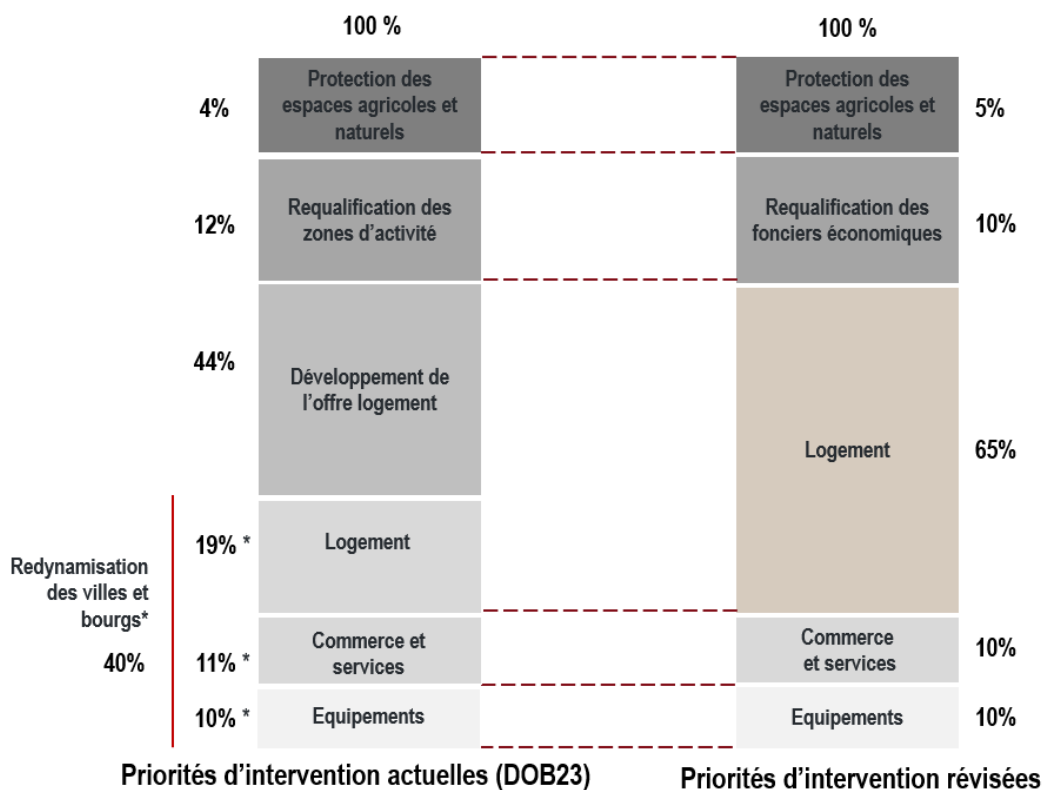 100 %
100 %
4%
Protection des
espaces agricoles et
naturels
Protection des
espaces agricoles et
naturels
5%
12%
Requalification des
zones d'activité
Requalification des
fonciers économiques
10%
44%
Développement de
l'offre logement
Logement
65%
Redynamisation
des villes et
bourgs*
40%
19% *
Logement
11% *
Commerce et
services
Commerce
et services
10%
10% *
Equipements
Equipements
10%
Priorités d'intervention actuelles (DOB23)
Priorités d'intervention révisées